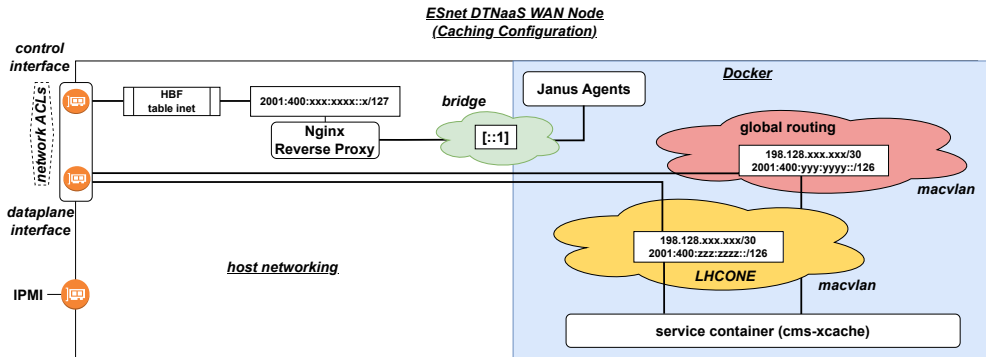 ESnet DTNaaS WAN Node
(Caching Configuration)
control
interface
network ACLs
HBF
table inet
2001:400:xxx:xxxx::x/127
Nginx
Reverse Proxy
bridge
[::1]
Docker
Janus Agents
global routing
198.128.xxx.xxx/30
2001:400:yyy:yyyy::/126
macvlan
dataplane
interface
198.128.xxx.xxx/30
2001:400:zzz:zzzz::/126
LHCONE
macvlan
host networking
IPMI
service container (cms-xcache)